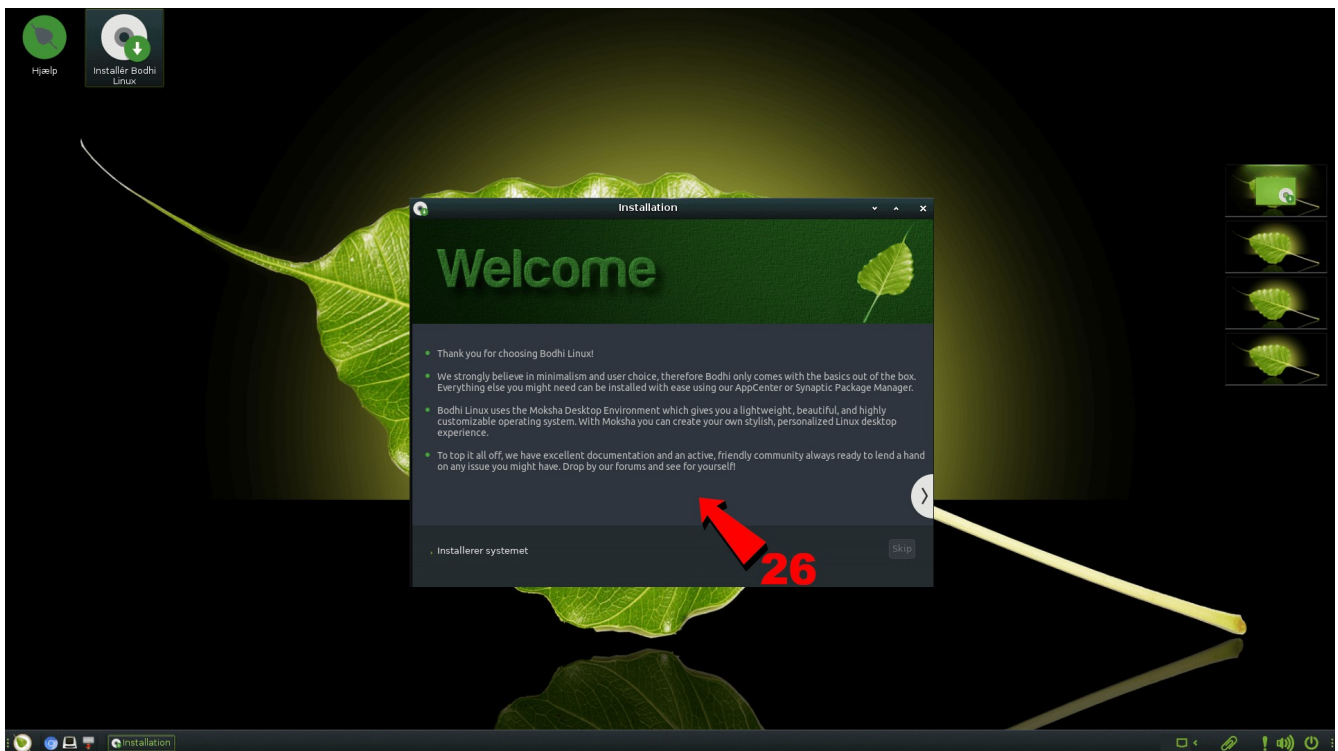 Hjælp
Installér Bodhi
Linux
Installation
Welcome
Thank you for choosing Bodhi Linux!
We strongly believe in minimalism and user choice, therefore Bodhi only comes with the basics out of the box.
Everything else you might need can be installed with ease using our AppCenter or Synaptic Package Manager.
Bodhi Linux uses the Moksha Desktop Environment which gives you a lightweight, beautiful, and highly
customizable operating system. With Moksha you can create your own stylish, personalized Linux desktop
experience.
To top it all off, we have excellent documentation and an active, friendly community always ready to lend a hand
on any issue you might have. Drop by our forums and see for yourself!
Installerer systemet
Skip
26
Installation